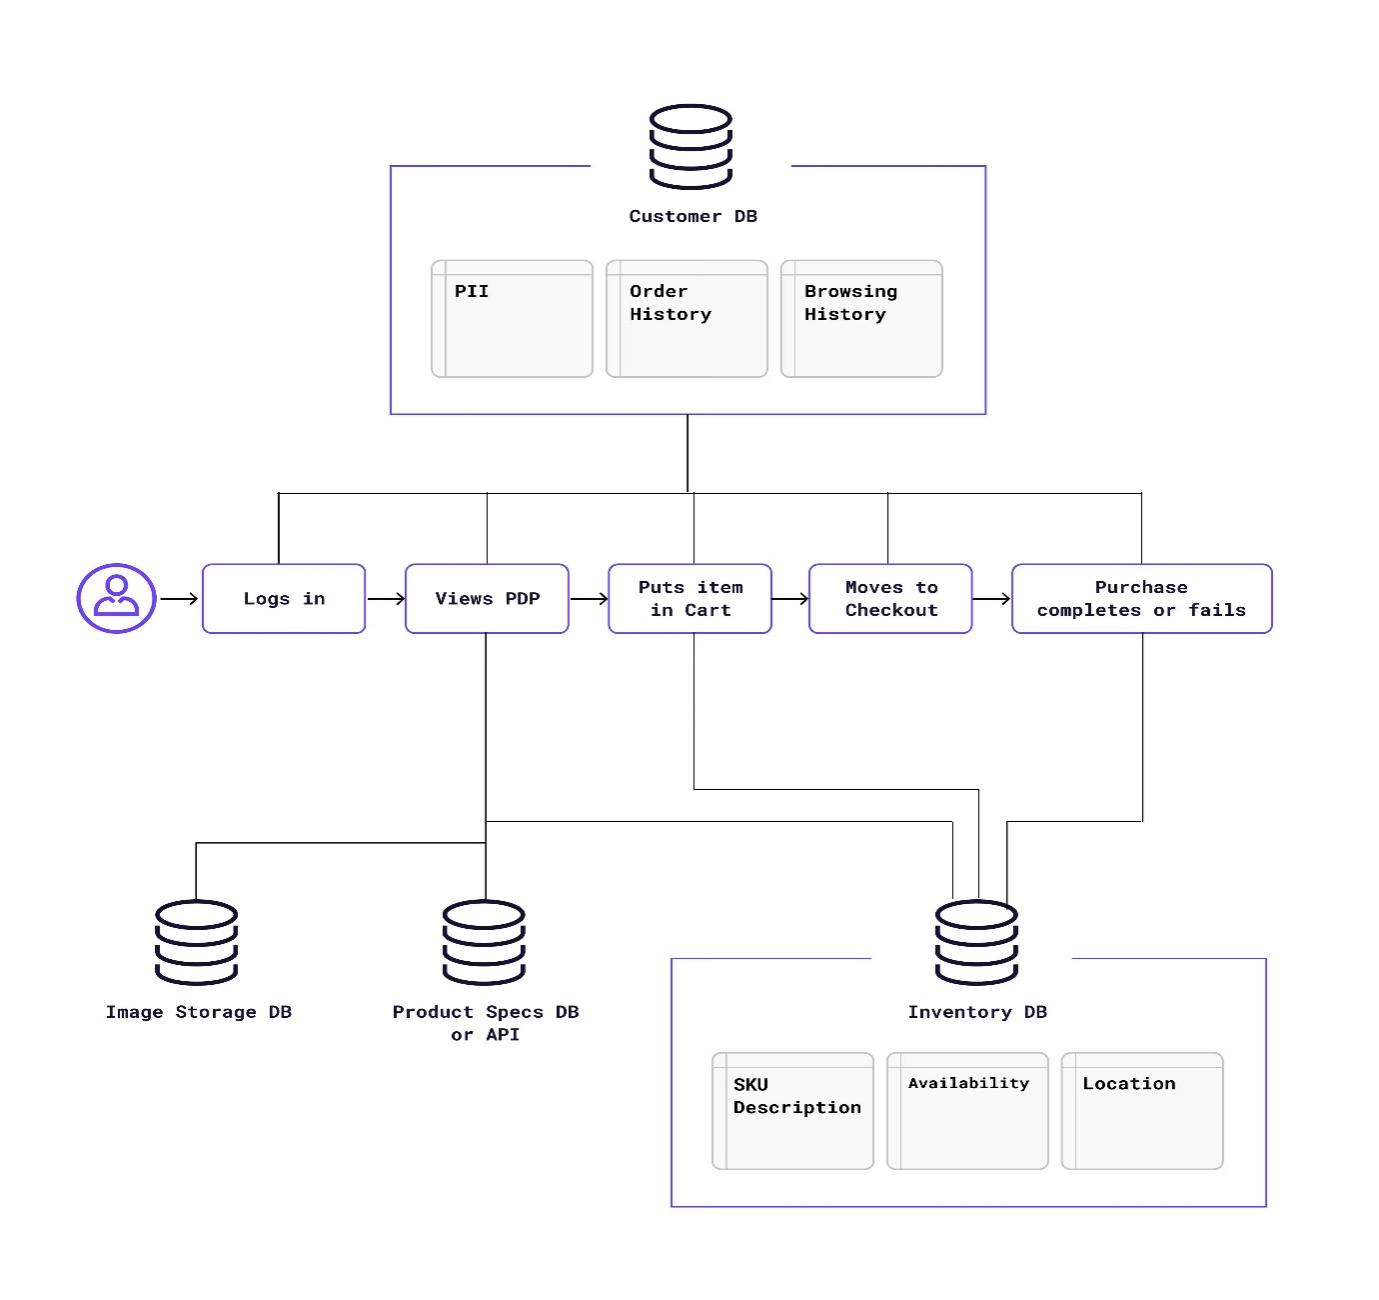 Customer DB
PII
Order
History
Browsing
History
Logs in
Views PDP
Puts item
in Cart
Moves to
Checkout
Purchase
completes or fails
Image Storage DB
Product Specs DB
or API
Inventory DB
SKU
Description
Availability
Location